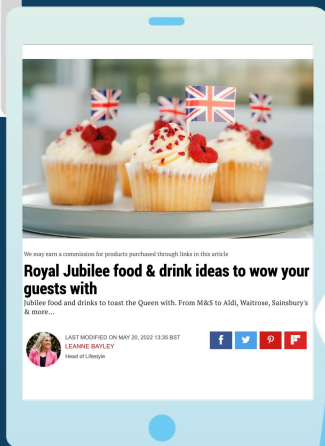 We may earn a commission for products purchased through links in this article
Royal Jubilee food & drink ideas to wow your
guests with
Jubilee food and drinks to toast the Queen with. From M&S to Aldi, Waitrose, Sainsbury's
& more...
LAST MODIFIED ON MAY 20, 2022 13:35 BST
LEANNE BAYLEY
Head of Lifestyle